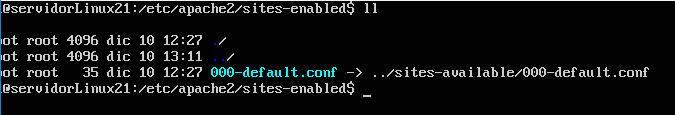 @servidorLinux21:/etc/apache2/sites-enabled$ ll
ot root 4096 dic 10 12:27 ./
ot root 4096 dic 10 13:11 ../
ot root   35 dic 10 12:27 000-default.conf -> ../sites-available/000-default.conf
@servidorLinux21:/etc/apache2/sites-enabled$ _